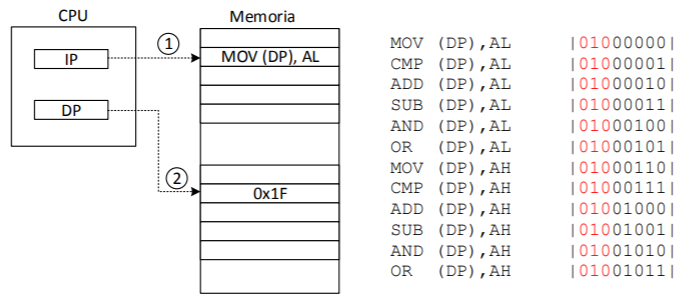 CPU
Memoria
①
IP
MOV (DP), AL
DP
②
0x1F
MOV (DP),AL |01000000|
CMP (DP),AL |01000001|
ADD (DP),AL |01000010|
SUB (DP),AL |01000011|
AND (DP),AL |01000100|
OR (DP),AL |01000101|
MOV (DP),AH |01000110|
CMP (DP),AH |01000111|
ADD (DP),AH |01001000|
SUB (DP),AH |01001001|
AND (DP),AH |01001010|
OR (DP),AH |01001011|